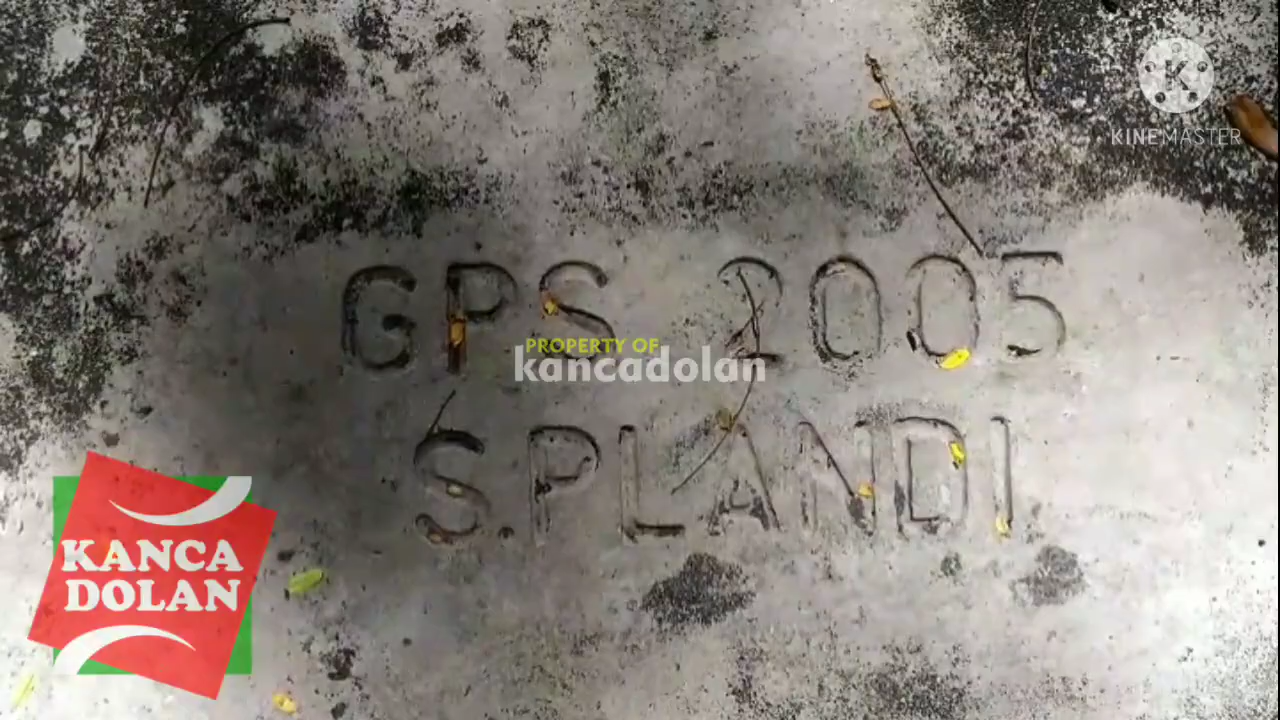 KINEMASTER
GPS 2005
PROPERTY OF
kancadolan
S.PLANDI
KANCA
DOLAN